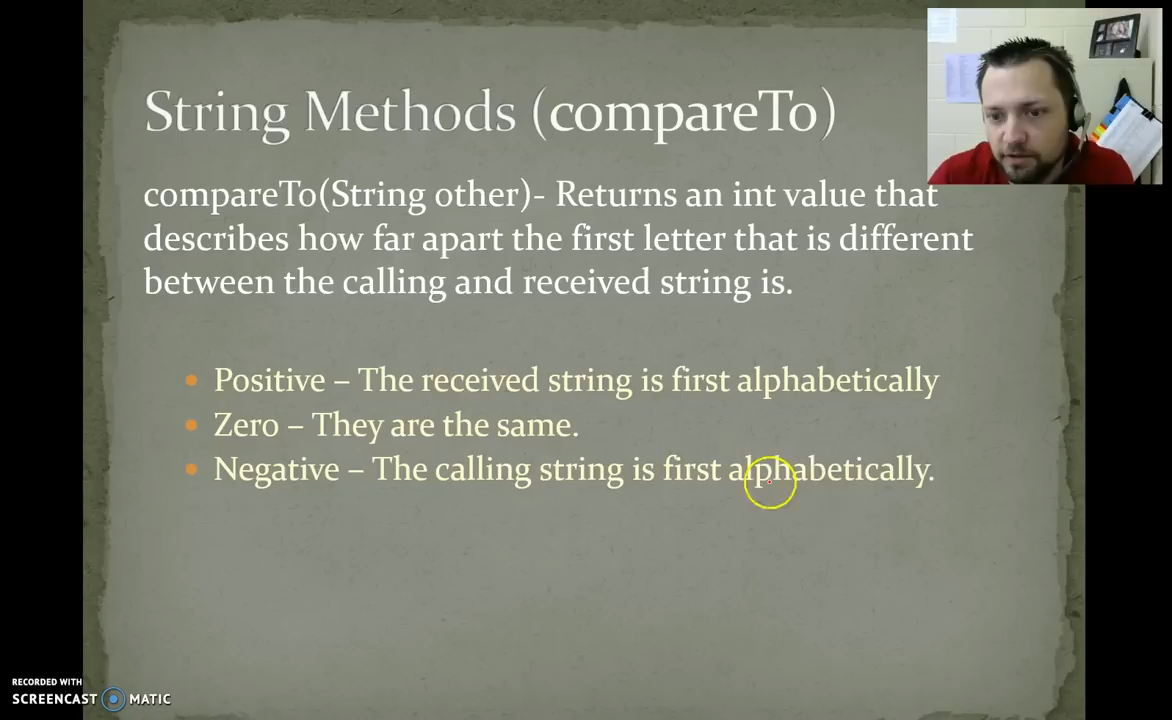 String Methods (compareTo)
compareTo(String other)- Returns an int value that
describes how far apart the first letter that is different
between the calling and received string is.
• Positive – The received string is first alphabetically
• Zero – They are the same.
• Negative – The calling string is first alphabetically.
RECORDED WITH
SCREENCAST MATIC